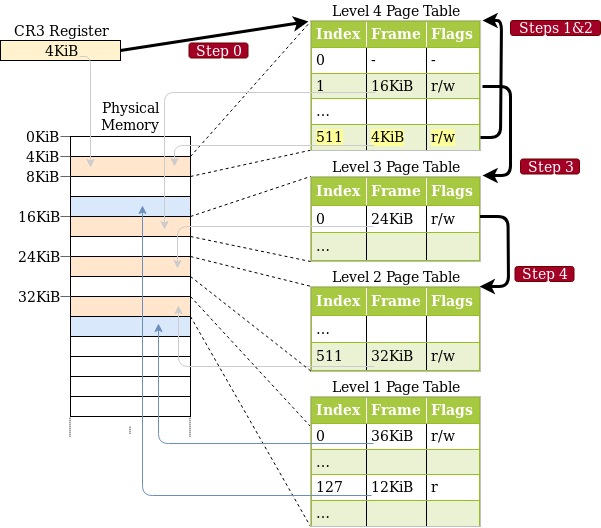 CR3 Register
4KiB
Step 0
Physical
Memory
0KiB
4KiB
8KiB
16KiB
24KiB
32KiB
Level 4 Page Table
Index Frame Flags
0 - -
1 16KiB r/w
...
511 4KiB r/w
Steps 1&2
Step 3
Level 3 Page Table
Index Frame Flags
0 24KiB r/w
...
Step 4
Level 2 Page Table
Index Frame Flags
...
511 32KiB r/w
Level 1 Page Table
Index Frame Flags
0 36KiB r/w
...
127 12KiB r
...